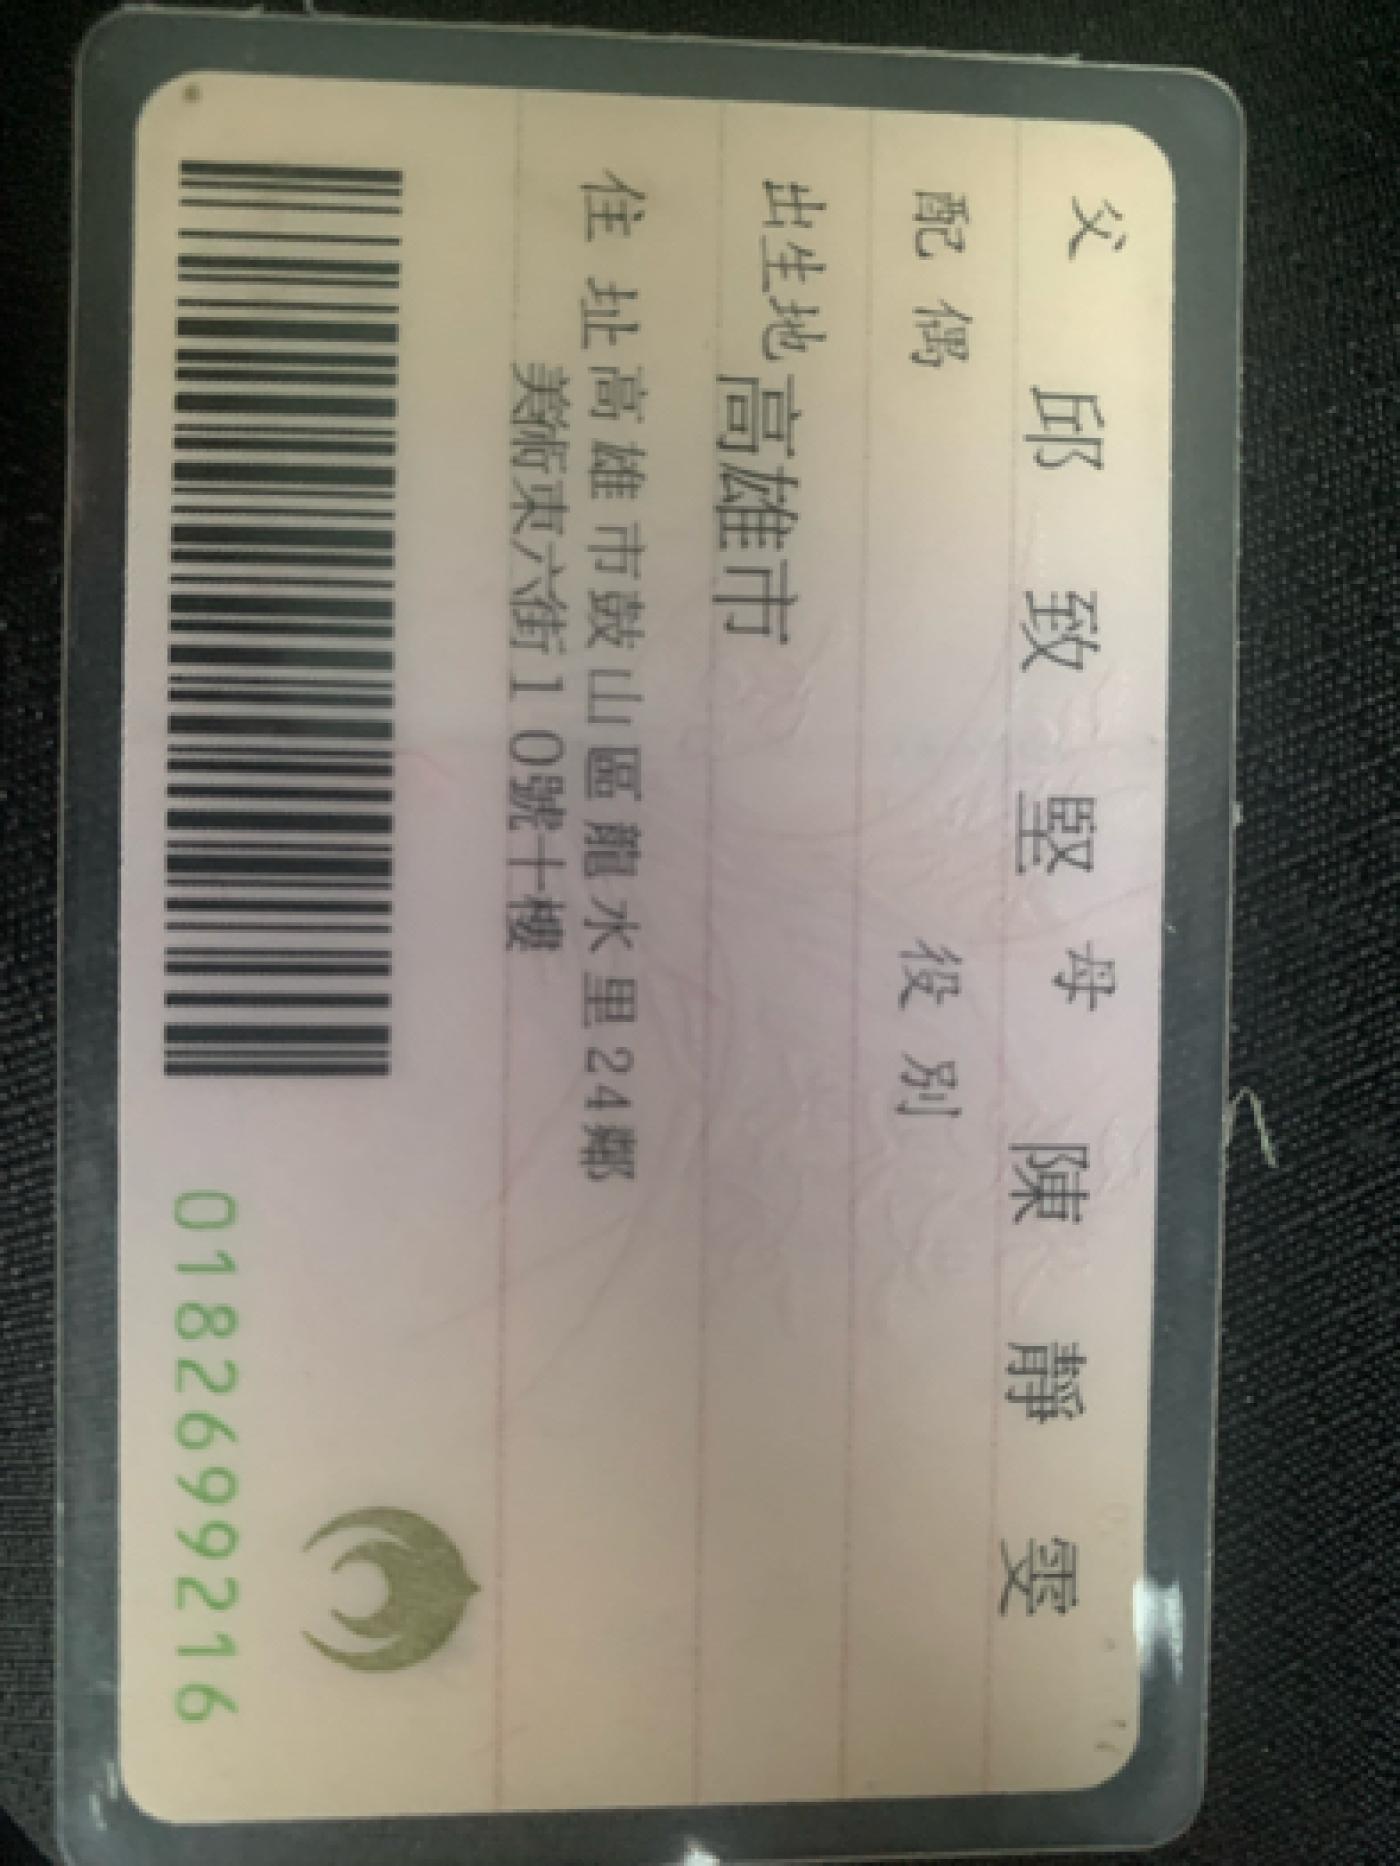 父 邱致堅 母 陳靜雯
配偶 役別
出生地 高雄市
住址 高雄市鼓山區龍水里24鄰
美術東六街10號十樓
0182699216